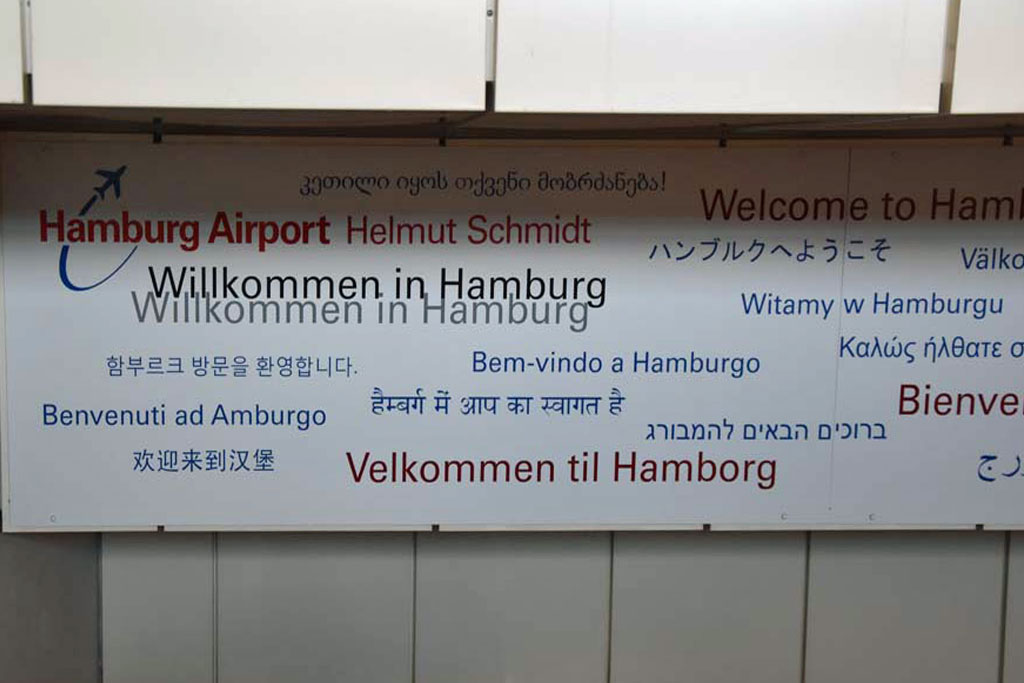 კეთილი იყოს თქვენი მობრძანება!
Hamburg Airport Helmut Schmidt
Welcome to
ハンブルクへようこそ
Willkommen in Hamburg
Willkommen in Hamburg
Witamy w Hamburgu
Καλώς ήλθατε
함부르크 방문을 환영합니다.
Bem-vindo a Hamburgo
Benvenuti ad Amburgo
हैम्बर्ग में आप का स्वागत है
ברוכים הבאים להמבורג
欢迎来到汉堡
Velkommen til Hamborg